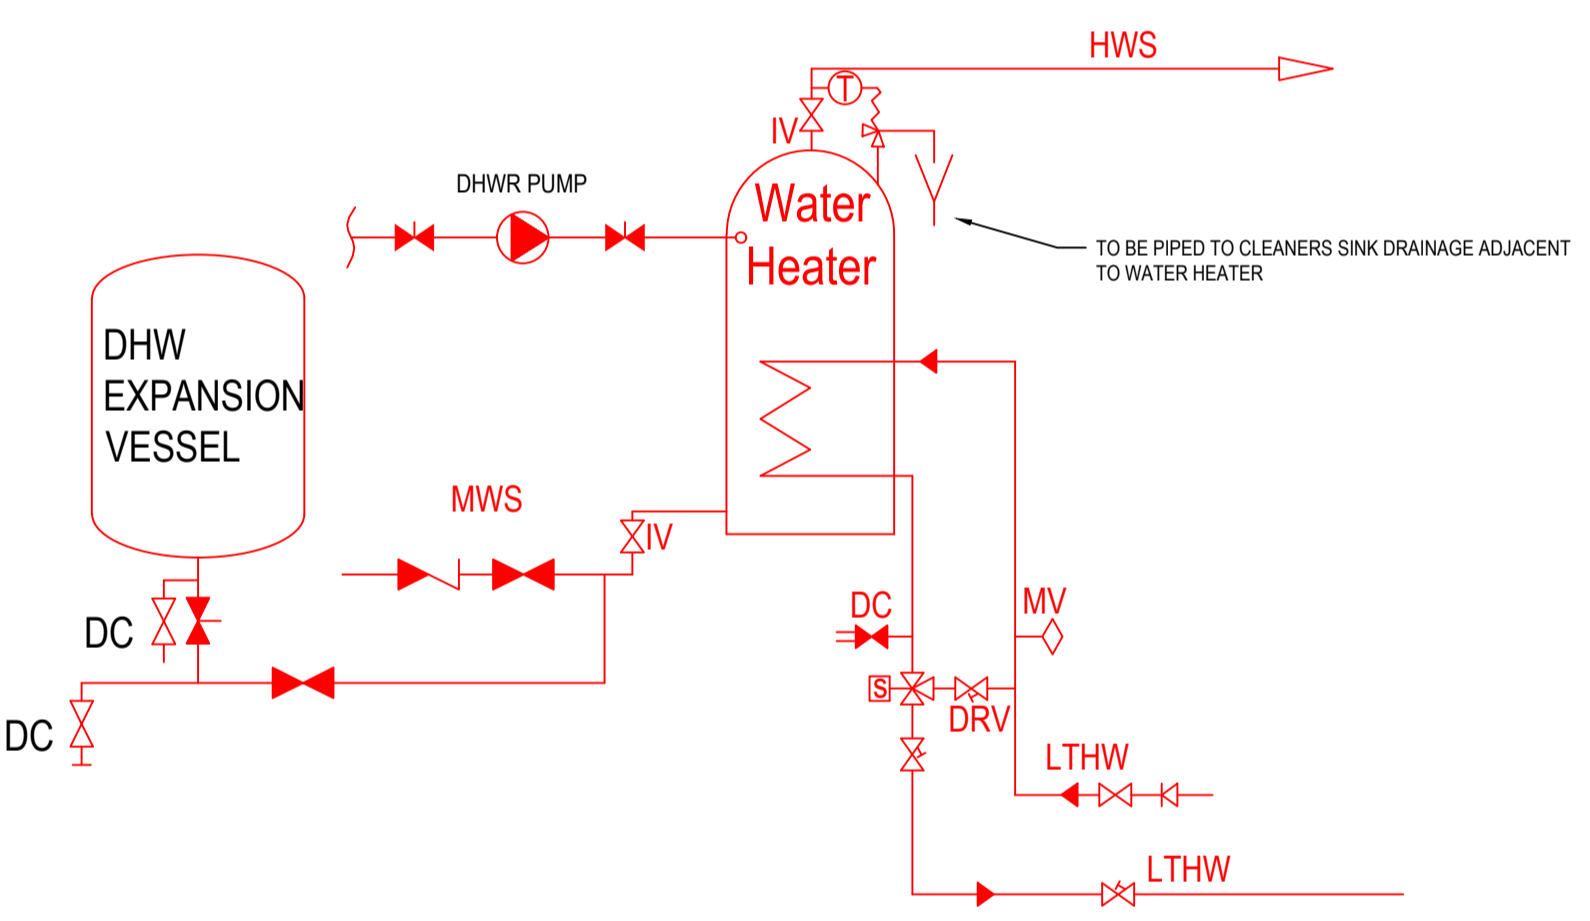 HWS
T
IV
DHWR PUMP
Water
Heater
TO BE PIPED TO CLEANERS SINK DRAINAGE ADJACENT
TO WATER HEATER
DHW
EXPANSION
VESSEL
MWS
IV
DC
MV
DC
S
DRV
DC
LTHW
LTHW